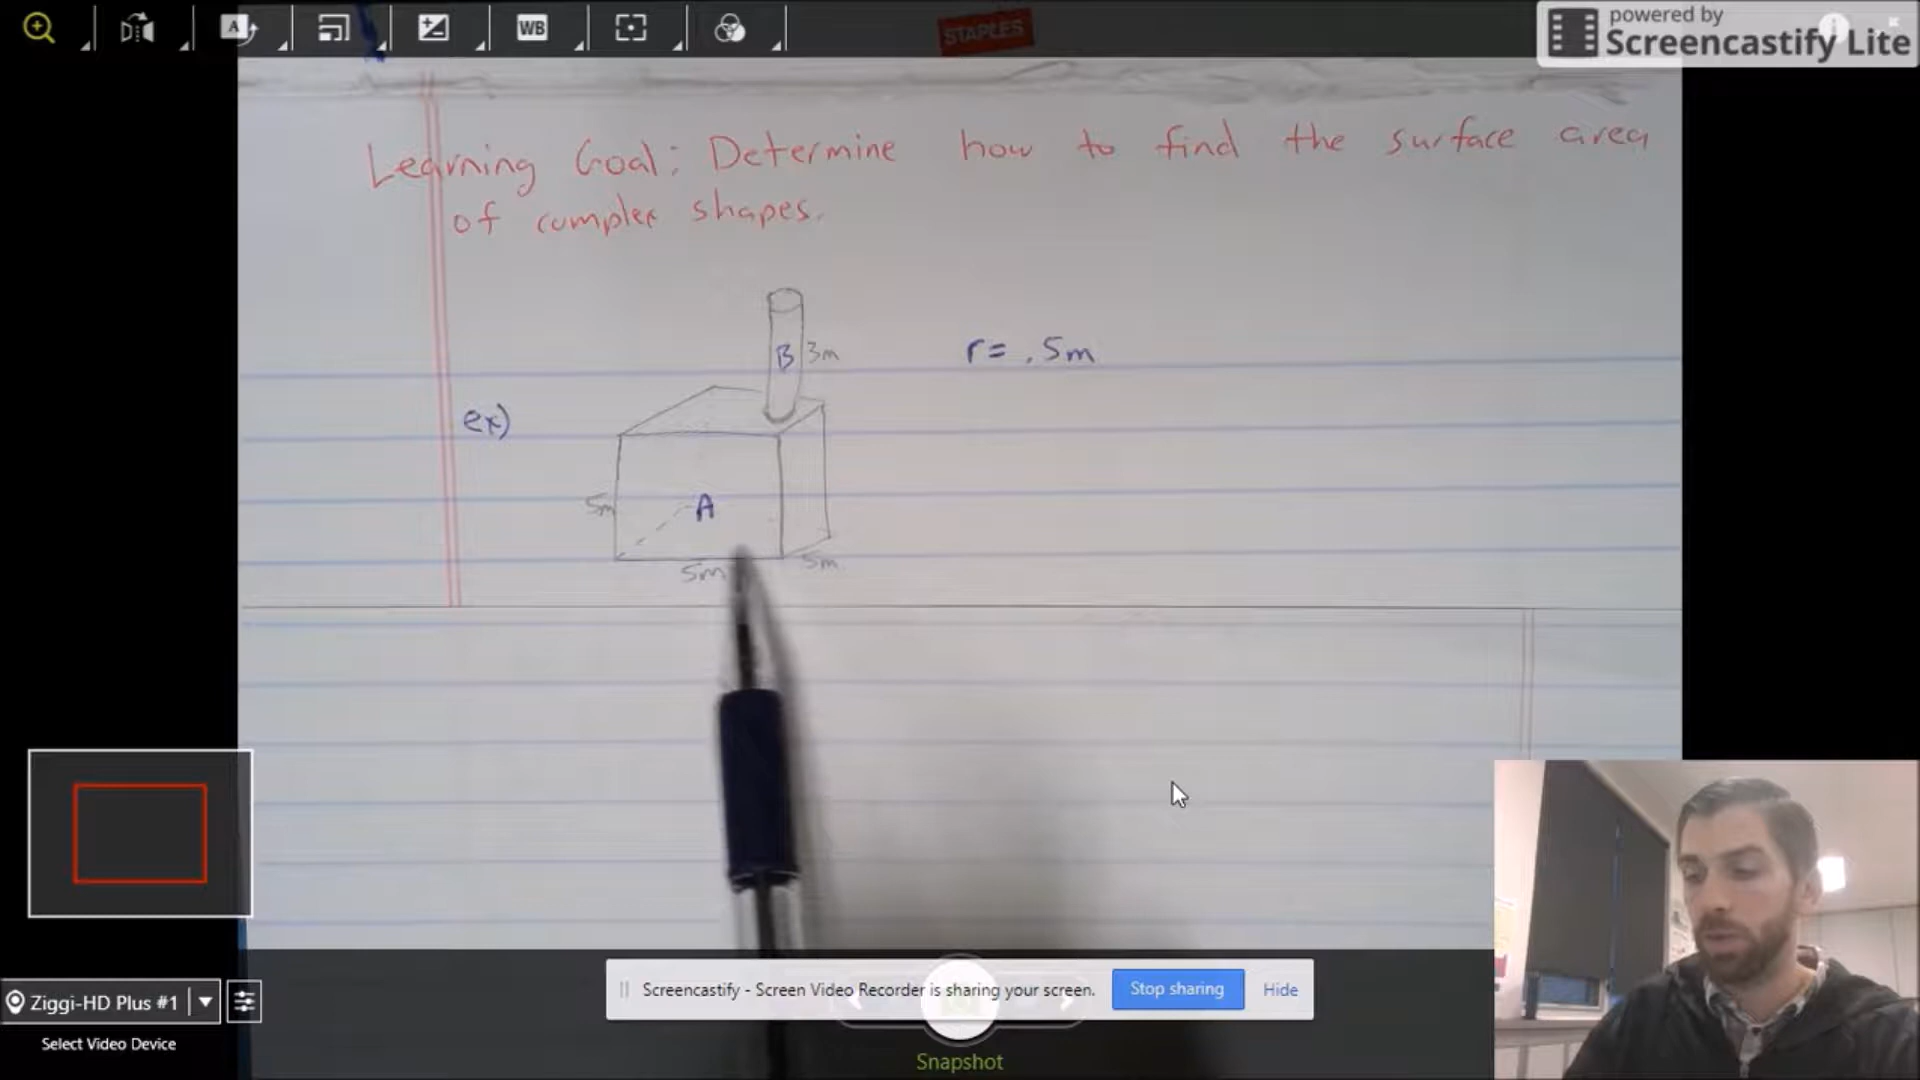 A
WB
STAPLES
powered by
Screencastify Lite
Learning Goal: Determine how to find the surface area
of complex shapes.
B 3m
r= .5m
ex)
5m
A
5m
5m
Screencastify - Screen Video Recorder is sharing your screen.
Stop sharing
Hide
Ziggi-HD Plus #1
Select Video Device
Snapshot